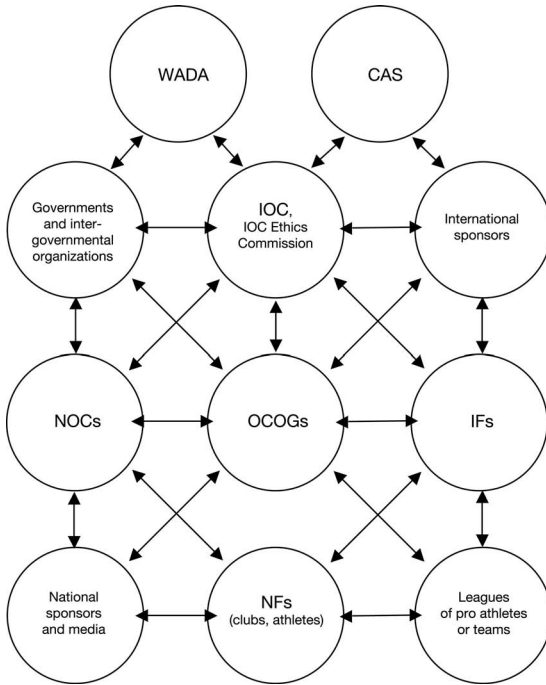 WADA
CAS
Governments
and inter-
governmental
organizations
IOC,
IOC Ethics
Commission
International
sponsors
NOCs
OCOGs
IFs
National
sponsors
and media
NFs
(clubs, athletes)
Leagues
of pro athletes
or teams